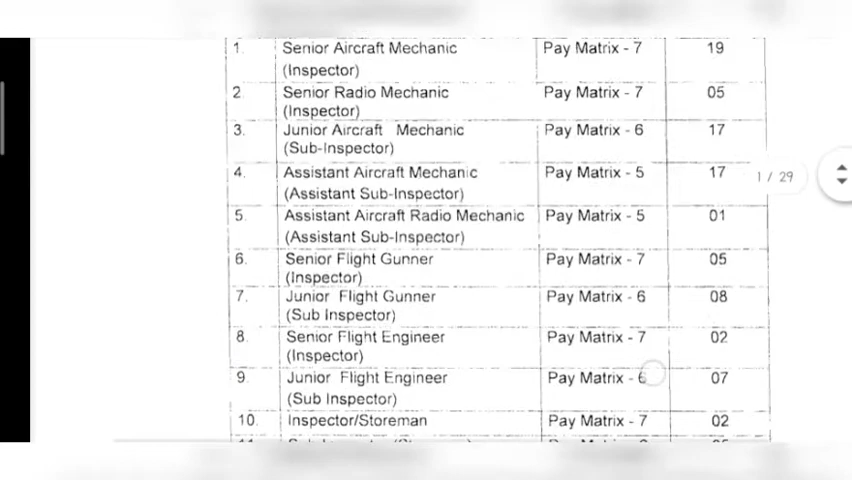 1. Senior Aircraft Mechanic Pay Matrix - 7 19
(Inspector)
2. Senior Radio Mechanic Pay Matrix - 7 05
(Inspector)
3. Junior Aircraft Mechanic Pay Matrix - 6 17
(Sub-Inspector)
4. Assistant Aircraft Mechanic Pay Matrix - 5 17
(Assistant Sub-Inspector)
1 / 29
5. Assistant Aircraft Radio Mechanic Pay Matrix - 5 01
(Assistant Sub-Inspector)
6. Senior Flight Gunner Pay Matrix - 7 05
(Inspector)
7. Junior Flight Gunner Pay Matrix - 6 08
(Sub Inspector)
8. Senior Flight Engineer Pay Matrix - 7 02
(Inspector)
9. Junior Flight Engineer Pay Matrix - 6 07
(Sub Inspector)
10. Inspector/Storeman Pay Matrix - 7 02